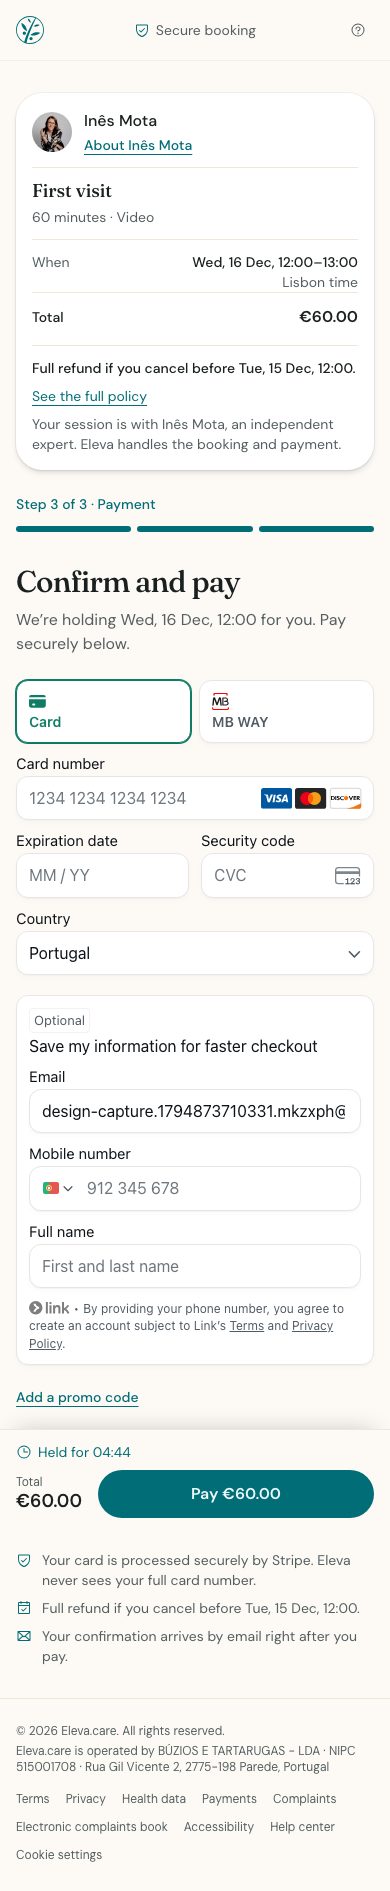 Secure booking
Inês Mota
About Inês Mota
First visit
60 minutes · Video
When
Wed, 16 Dec, 12:00–13:00
Lisbon time
Total
€60.00
Full refund if you cancel before Tue, 15 Dec, 12:00.
See the full policy
Your session is with Inês Mota, an independent
expert. Eleva handles the booking and payment.
Step 3 of 3 · Payment
Confirm and pay
We’re holding Wed, 16 Dec, 12:00 for you. Pay
securely below.
Card
MB
MB WAY
Card number
1234 1234 1234 1234
VISA
DISCOVER
Expiration date
Security code
MM / YY
CVC
123
Country
Portugal
Optional
Save my information for faster checkout
Email
design-capture.1794873710331.mkzxph@
Mobile number
912 345 678
Full name
First and last name
link • By providing your phone number, you agree to
create an account subject to Link’s Terms and Privacy
Policy.
Add a promo code
Held for 04:44
Total
€60.00
Pay €60.00
Your card is processed securely by Stripe. Eleva
never sees your full card number.
Full refund if you cancel before Tue, 15 Dec, 12:00.
Your confirmation arrives by email right after you
pay.
© 2026 Eleva.care. All rights reserved.
Eleva.care is operated by BÚZIOS E TARTARUGAS - LDA · NIPC
515001708 · Rua Gil Vicente 2, 2775-198 Parede, Portugal
Terms
Privacy
Health data
Payments
Complaints
Electronic complaints book
Accessibility
Help center
Cookie settings